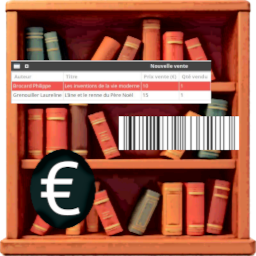 Nouvelle vente
Auteur Titre Prix vente (€) Qté vendu
Brocard Philippe Les inventions de la vie moderne 10 1
Grenouiller Laureline L'âne et le renne du Père Noël 15 1
€